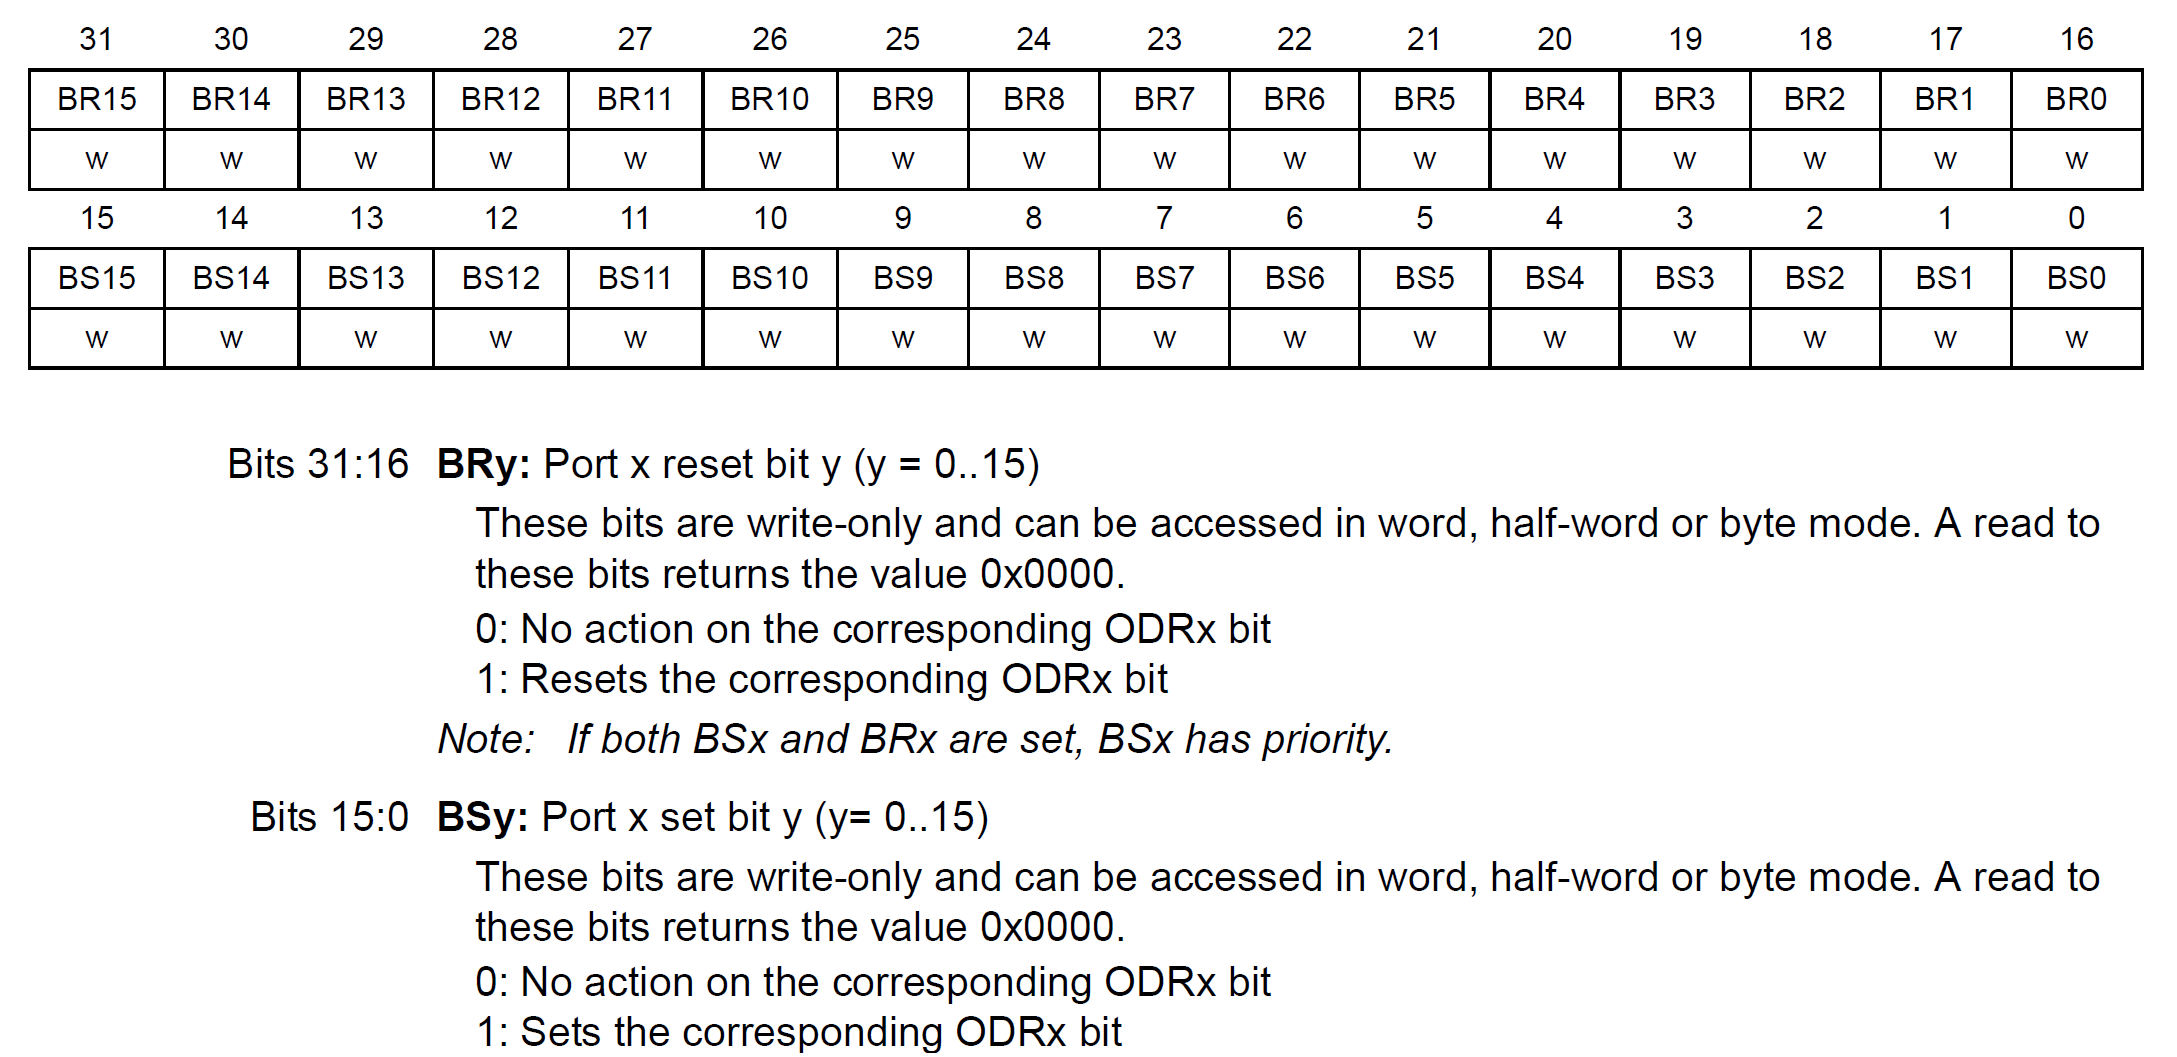 31 30 29 28 27 26 25 24 23 22 21 20 19 18 17 16
BR15 BR14 BR13 BR12 BR11 BR10 BR9 BR8 BR7 BR6 BR5 BR4 BR3 BR2 BR1 BR0
w w w w w w w w w w w w w w w w
15 14 13 12 11 10 9 8 7 6 5 4 3 2 1 0
BS15 BS14 BS13 BS12 BS11 BS10 BS9 BS8 BS7 BS6 BS5 BS4 BS3 BS2 BS1 BS0
w w w w w w w w w w w w w w w w
Bits 31:16 BRy: Port x reset bit y (y = 0..15)
These bits are write-only and can be accessed in word, half-word or byte mode. A read to
these bits returns the value 0x0000.
0: No action on the corresponding ODRx bit
1: Resets the corresponding ODRx bit
Note: If both BSx and BRx are set, BSx has priority.
Bits 15:0 BSy: Port x set bit y (y= 0..15)
These bits are write-only and can be accessed in word, half-word or byte mode. A read to
these bits returns the value 0x0000.
0: No action on the corresponding ODRx bit
1: Sets the corresponding ODRx bit